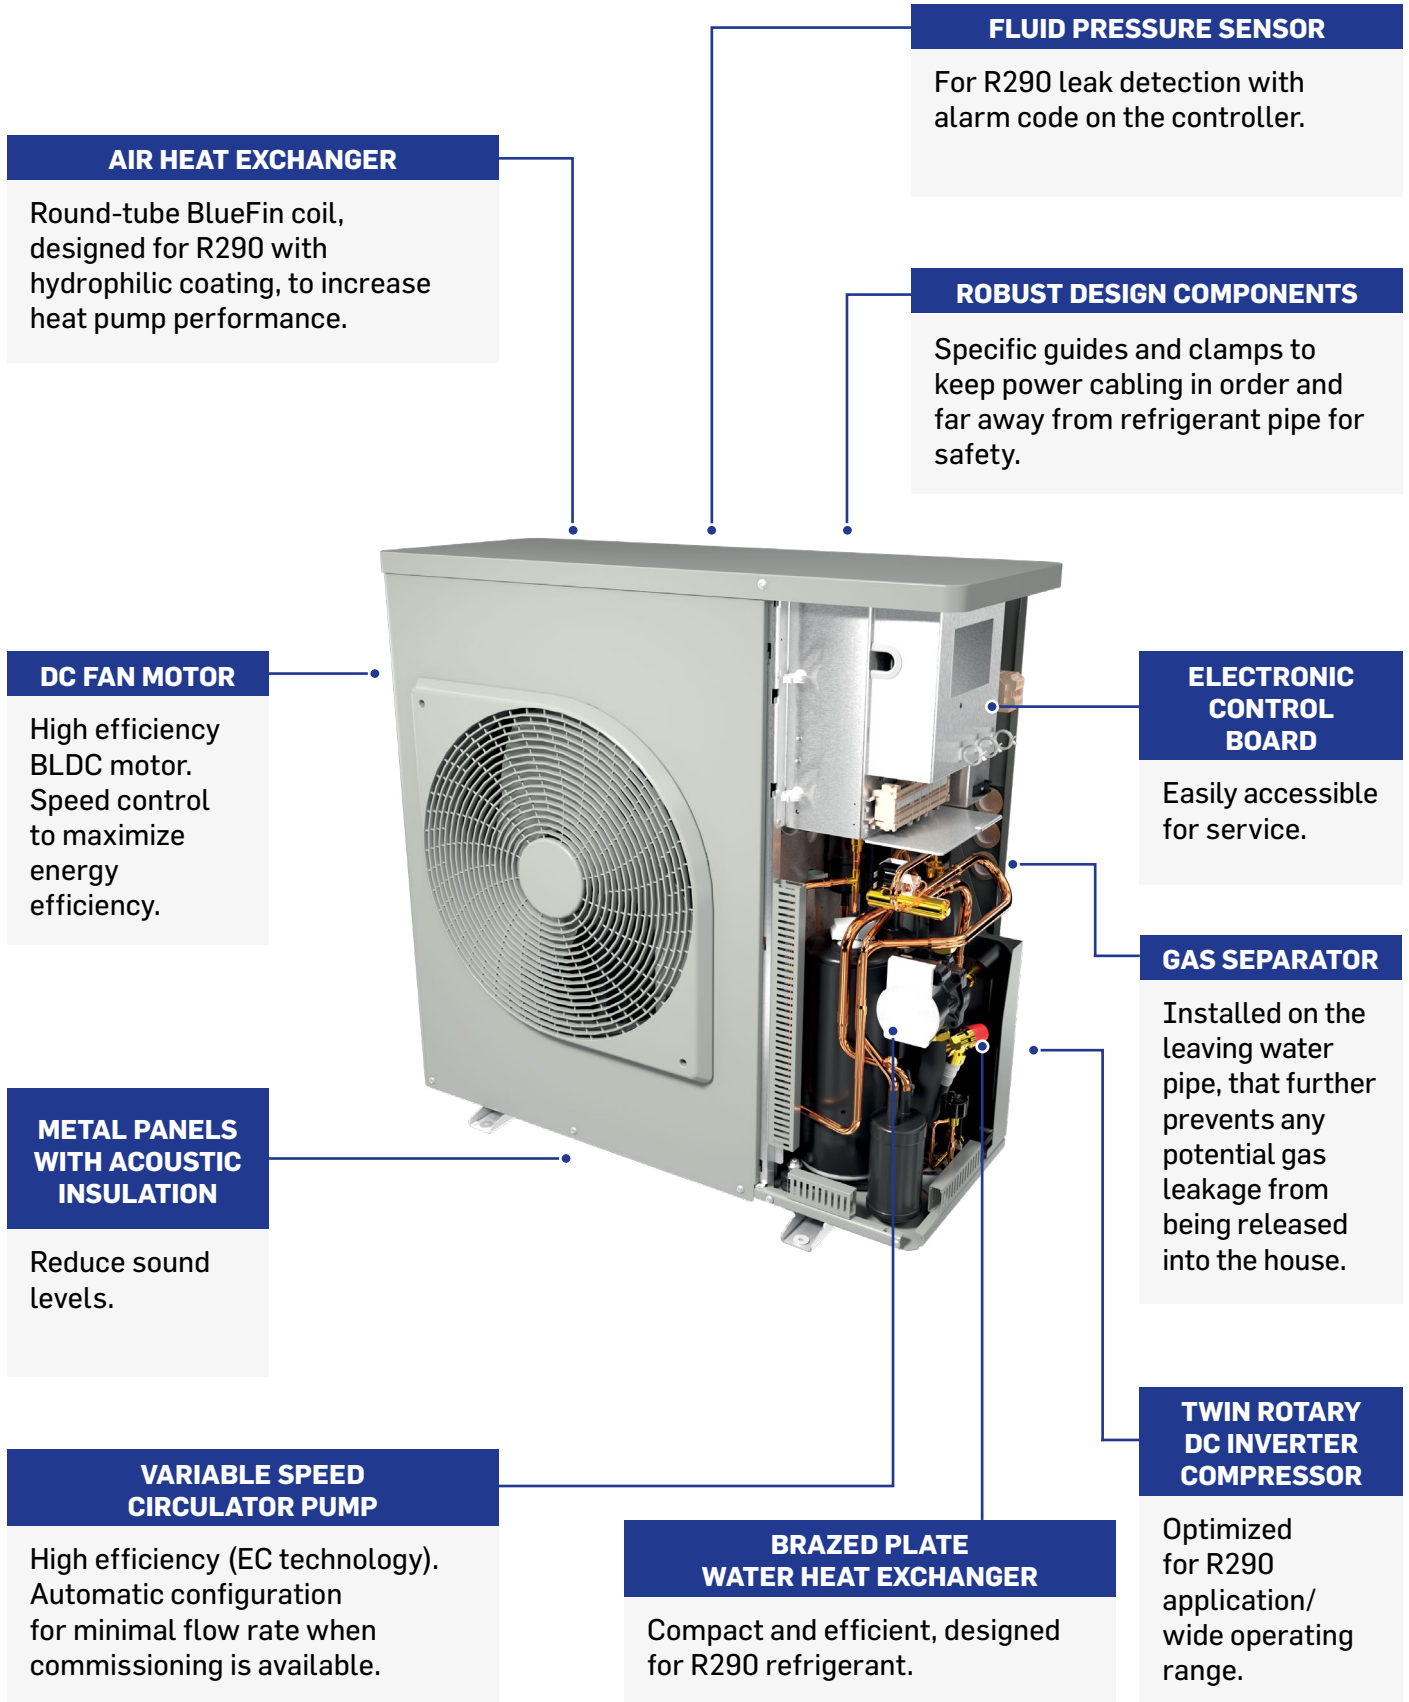 FLUID PRESSURE SENSOR
For R290 leak detection with
alarm code on the controller.
AIR HEAT EXCHANGER
Round-tube BlueFin coil,
designed for R290 with
hydrophilic coating, to increase
heat pump performance.
ROBUST DESIGN COMPONENTS
Specific guides and clamps to
keep power cabling in order and
far away from refrigerant pipe for
safety.
DC FAN MOTOR
High efficiency
BLDC motor.
Speed control
to maximize
energy
efficiency.
ELECTRONIC
CONTROL
BOARD
Easily accessible
for service.
GAS SEPARATOR
Installed on the
leaving water
pipe, that further
prevents any
potential gas
leakage from
being released
into the house.
METAL PANELS
WITH ACOUSTIC
INSULATION
Reduce sound
levels.
TWIN ROTARY
DC INVERTER
COMPRESSOR
Optimized
for R290
application/
wide operating
range.
VARIABLE SPEED
CIRCULATOR PUMP
High efficiency (EC technology).
Automatic configuration
for minimal flow rate when
commissioning is available.
BRAZED PLATE
WATER HEAT EXCHANGER
Compact and efficient, designed
for R290 refrigerant.